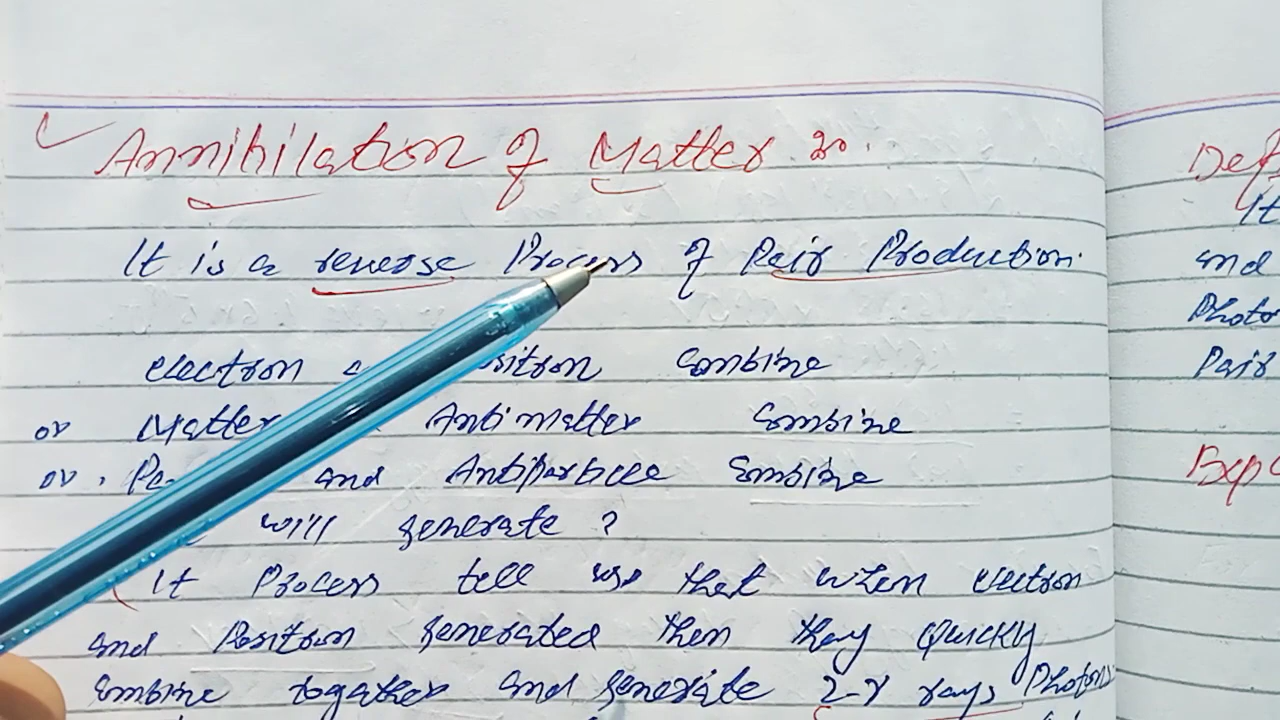 Annihilation of Matter
It is a reverse Process of Pair Production.
electron combine
or Matter Antimatter Combine
or and Antiparticle Combine
will generate ?
It Process tell us that when electron
and Positron generated then they Quickly
Combine togather and generate 2-γ rays Photons
Def
It
and
Photo
Pair
Exp